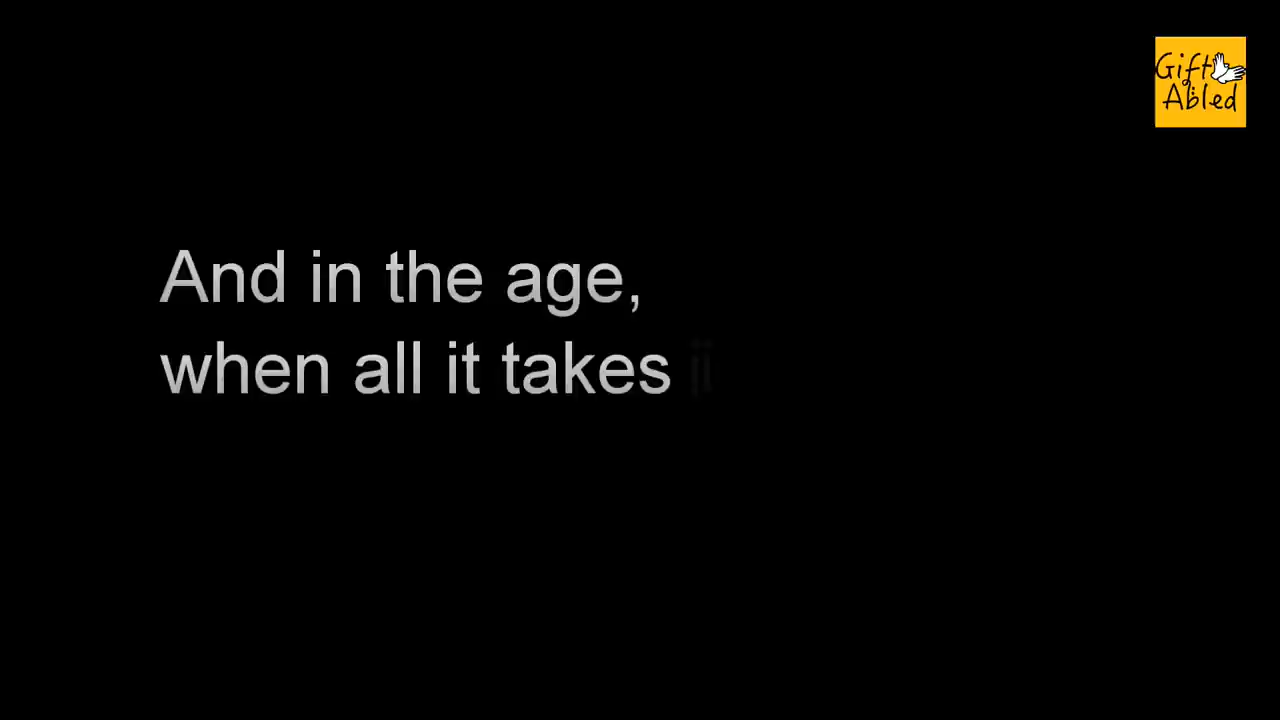 Gift
Abled
And in the age,
when all it takes